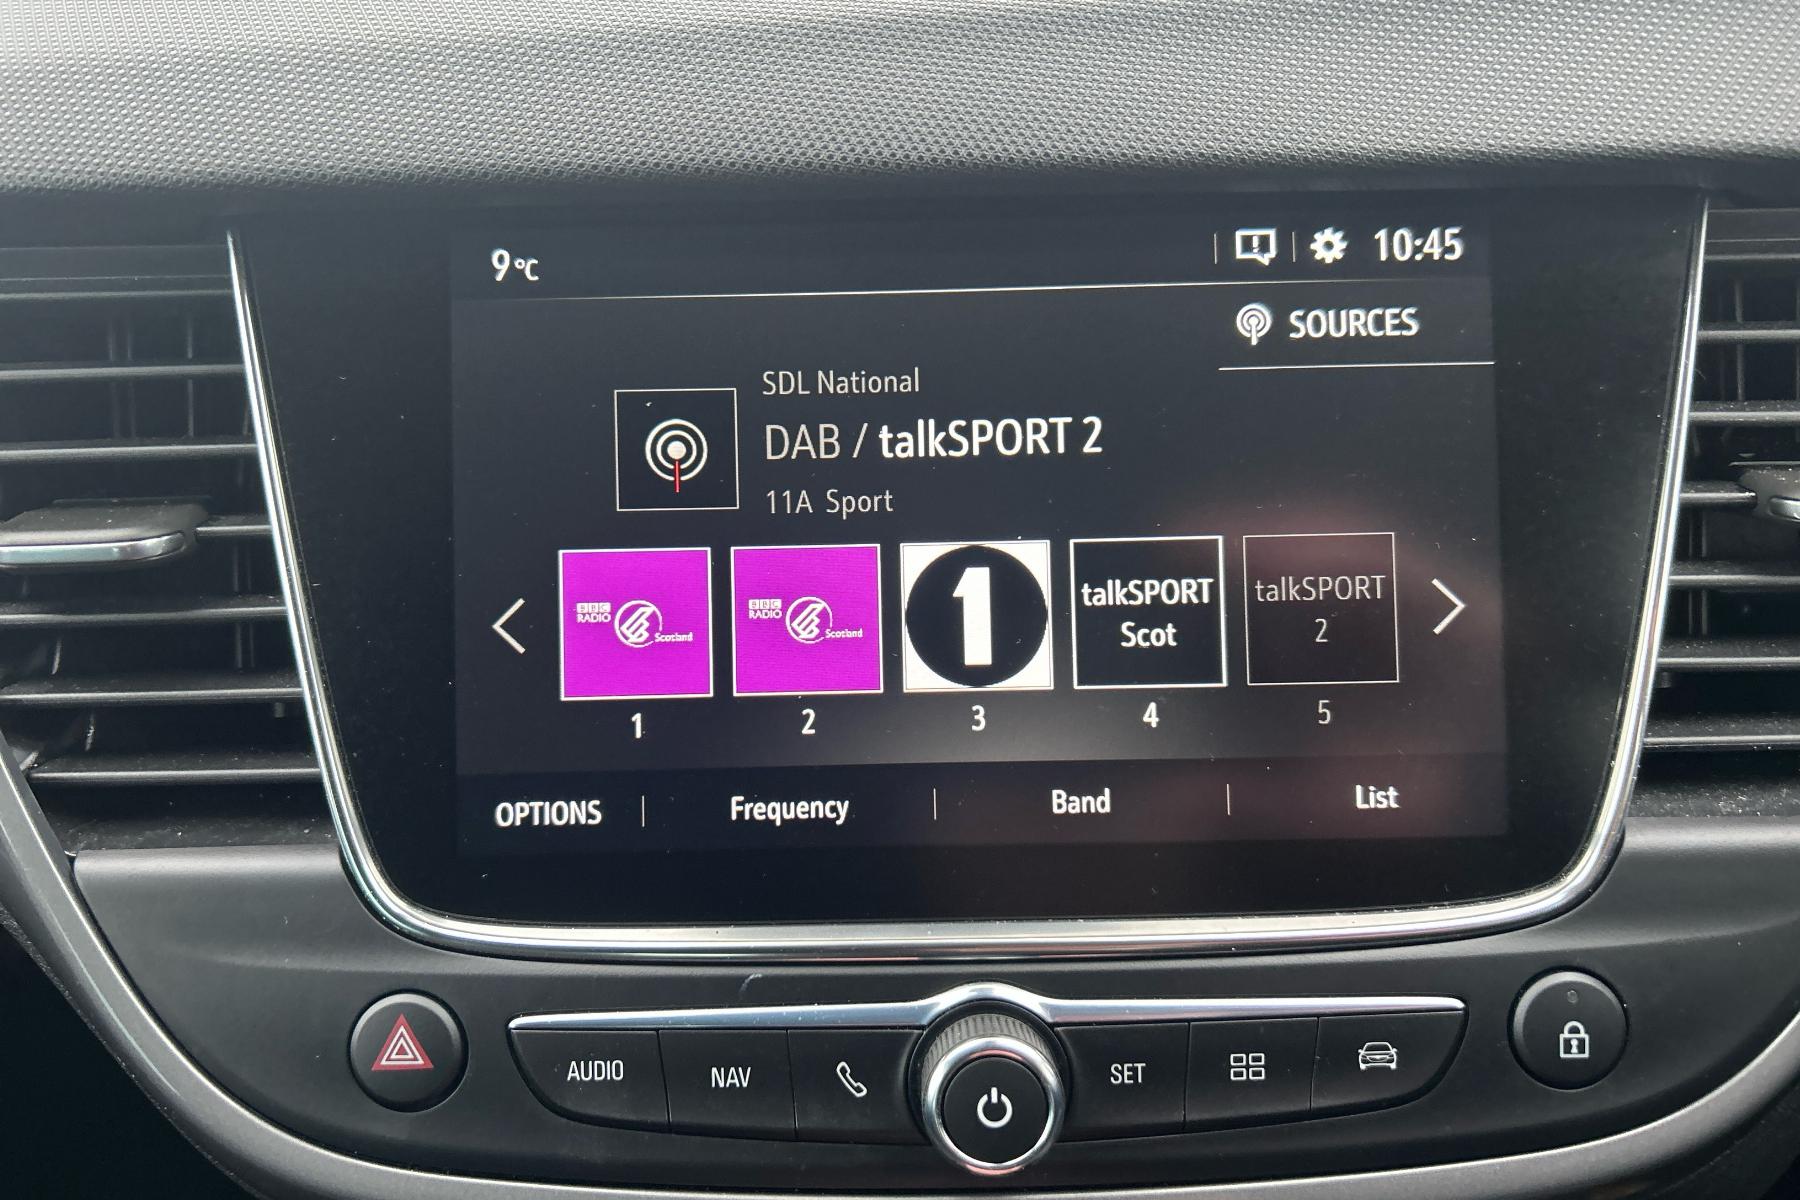 9°C
10:45
SOURCES
SDL National
DAB / talkSPORT 2
11A Sport
BBC
RADIO
Scotland
BBC
RADIO
Scotland
1
talkSPORT
Scot
talkSPORT
2
1
2
3
4
5
OPTIONS
Frequency
Band
List
AUDIO
NAV
SET